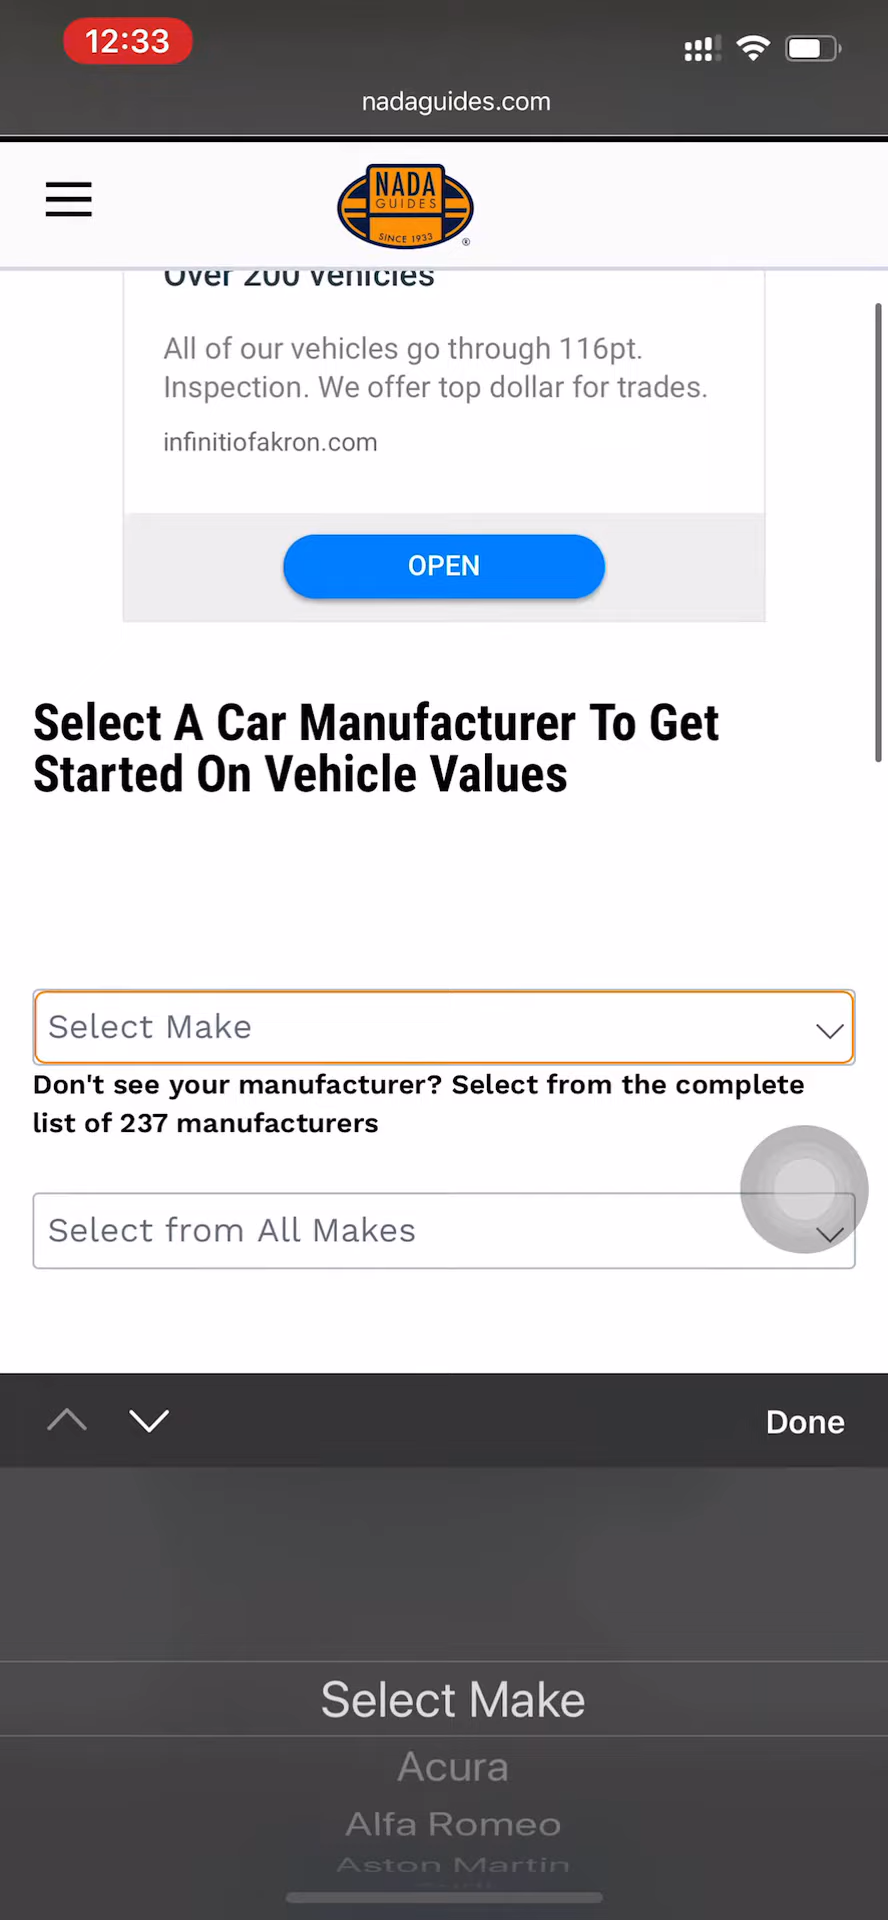 12:33
nadaguides.com
NADA
GUIDES
SINCE 1933
®
Over 200 vehicles
All of our vehicles go through 116pt.
Inspection. We offer top dollar for trades.
infinitiofakron.com
OPEN
Select A Car Manufacturer To Get
Started On Vehicle Values
Select Make
Don't see your manufacturer? Select from the complete
list of 237 manufacturers
Select from All Makes
Done
Select Make
Acura
Alfa Romeo
Aston Martin